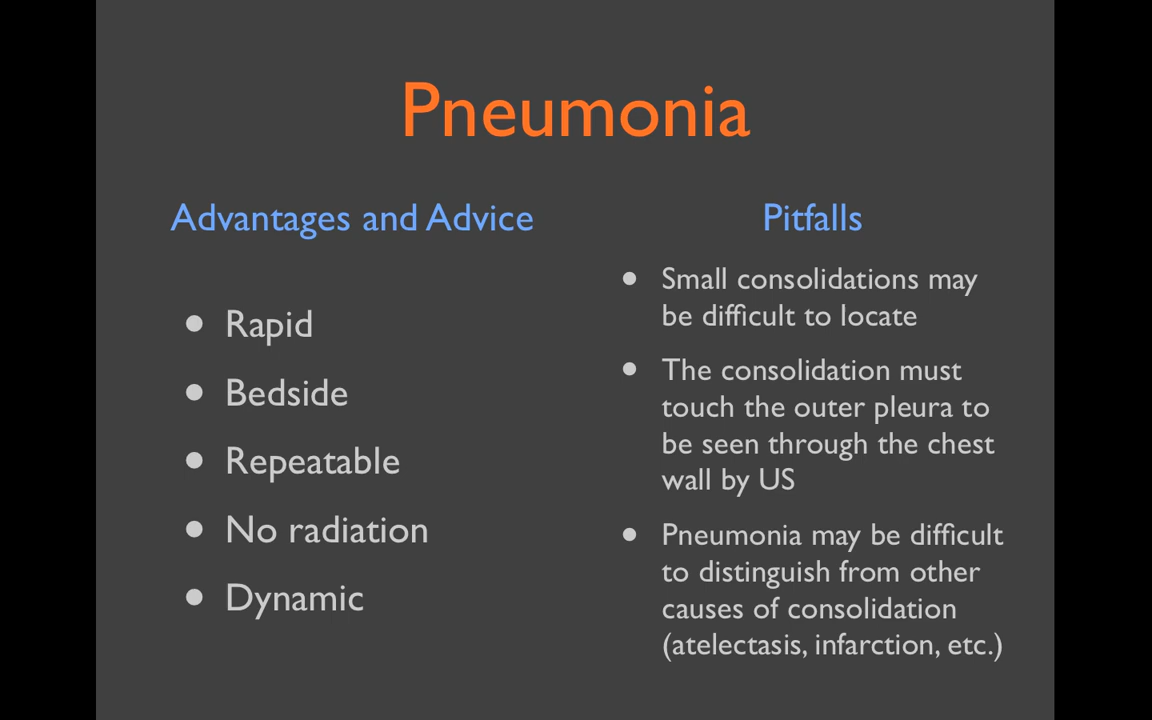 Pneumonia
Advantages and Advice
• Rapid
• Bedside
• Repeatable
• No radiation
• Dynamic
Pitfalls
• Small consolidations may
be difficult to locate
• The consolidation must
touch the outer pleura to
be seen through the chest
wall by US
• Pneumonia may be difficult
to distinguish from other
causes of consolidation
(atelectasis, infarction, etc.)